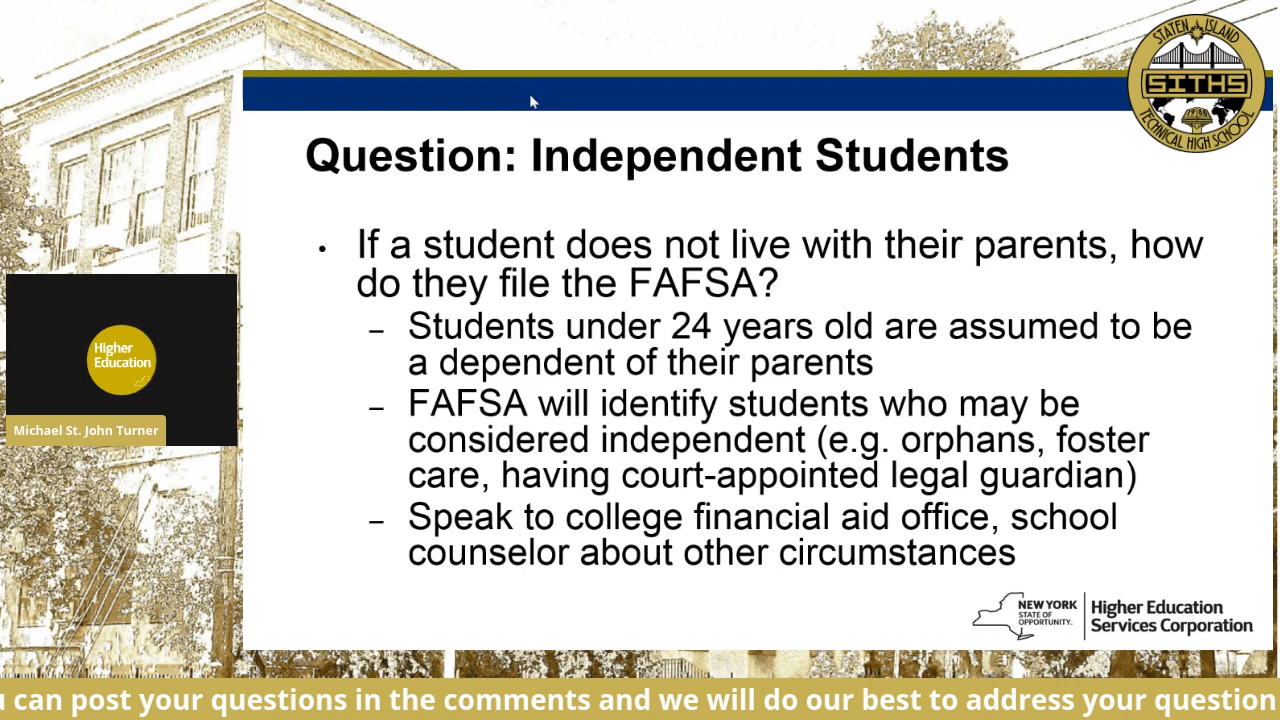 STATEN ISLAND
SITHS
TECHNICAL HIGH SCHOOL
Question: Independent Students
• If a student does not live with their parents, how
do they file the FAFSA?
– Students under 24 years old are assumed to be
a dependent of their parents
– FAFSA will identify students who may be
considered independent (e.g. orphans, foster
care, having court-appointed legal guardian)
– Speak to college financial aid office, school
counselor about other circumstances
Higher
Education
Michael St. John Turner
NEW YORK
STATE OF
OPPORTUNITY.
Higher Education
Services Corporation
can post your questions in the comments and we will do our best to address your question